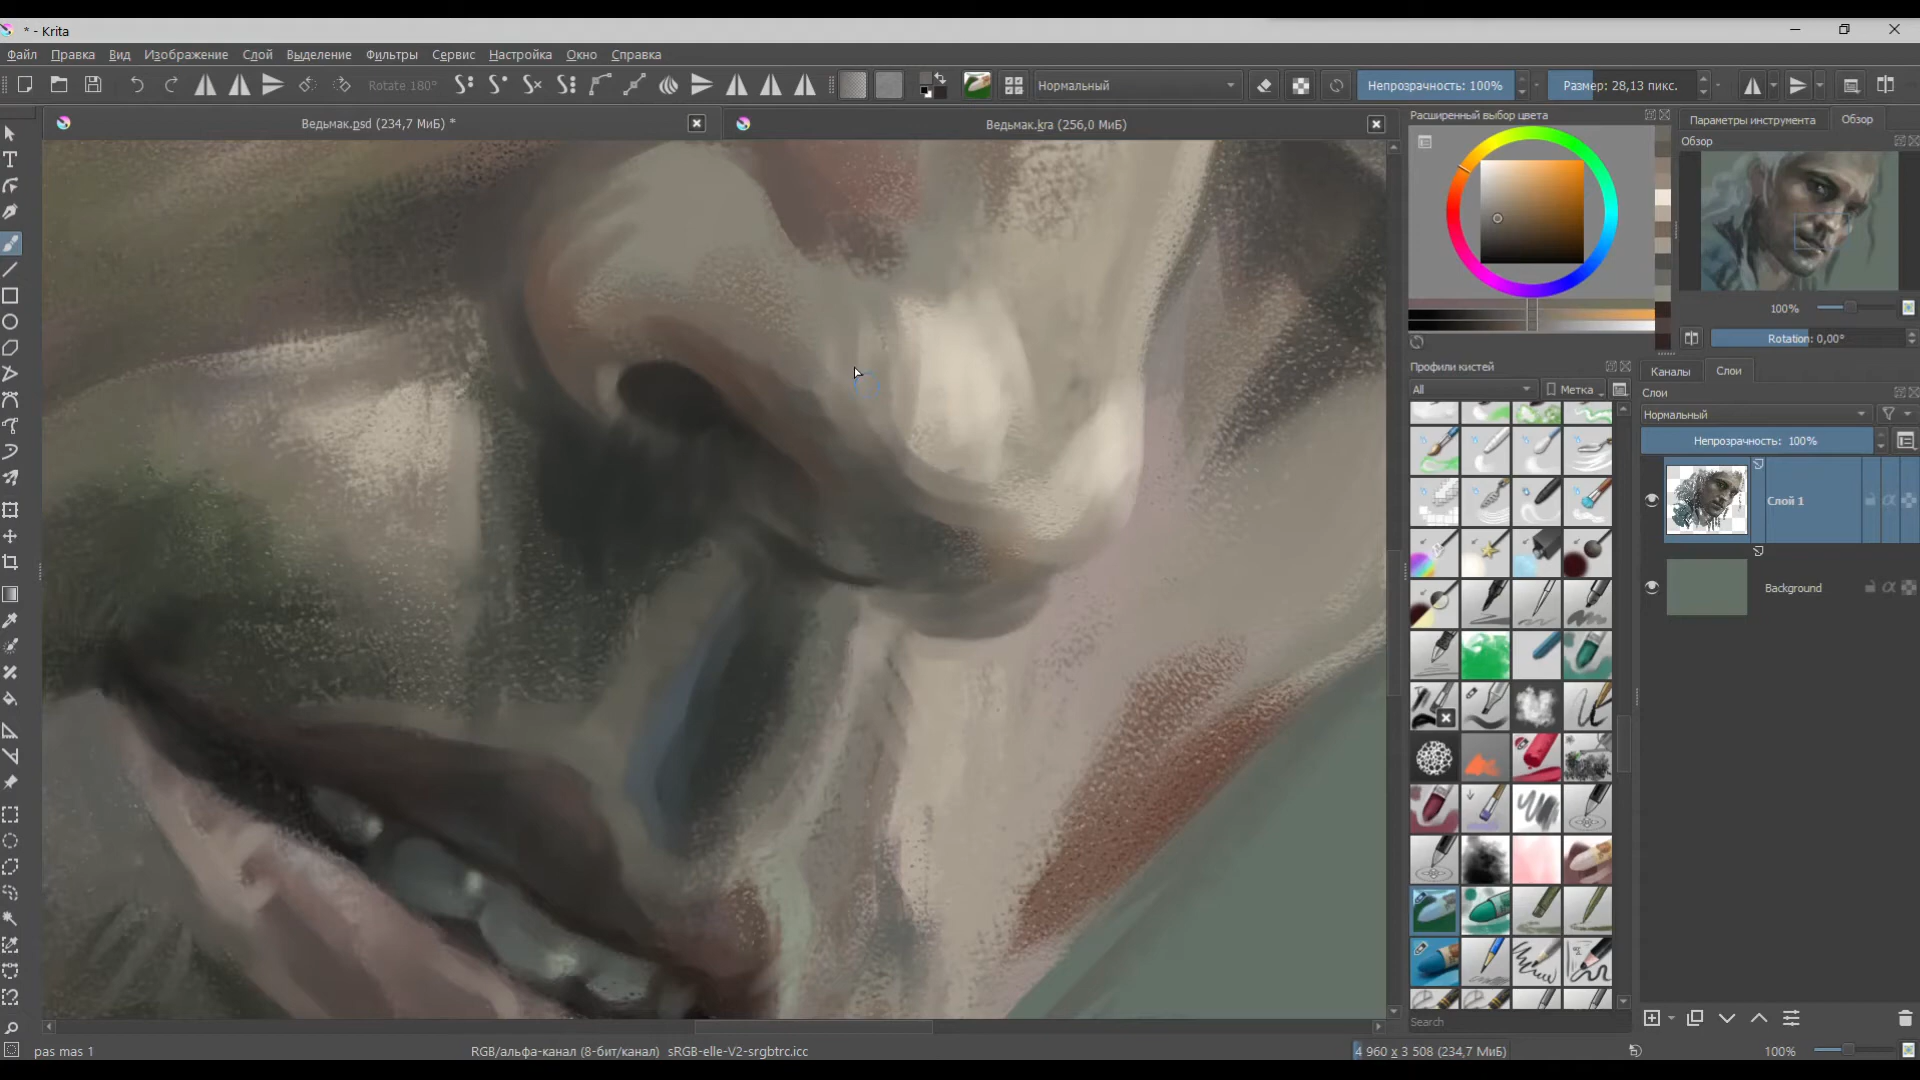 * - Krita
Файл Правка Вид Изображение Слой Выделение Фильтры Сервис Настройка Окно Справка
Rotate 180° Нормальный Непрозрачность: 100% Размер: 28,13 пикс.
Ведьмак.psd (234,7 МиБ) * Ведьмак.kra (256,0 МиБ)
Расширенный выбор цвета
Параметры инструмента Обзор
Обзор
100%
Rotation: 0,00°
Профили кистей
All Метка
Каналы Слои
Слои
Нормальный
Непрозрачность: 100%
Слой 1
Background
Search
pas mas 1 RGB/альфа-канал (8-бит/канал) sRGB-elle-V2-srgbtrc.icc 4 960 x 3 508 (234,7 МиБ) 100%